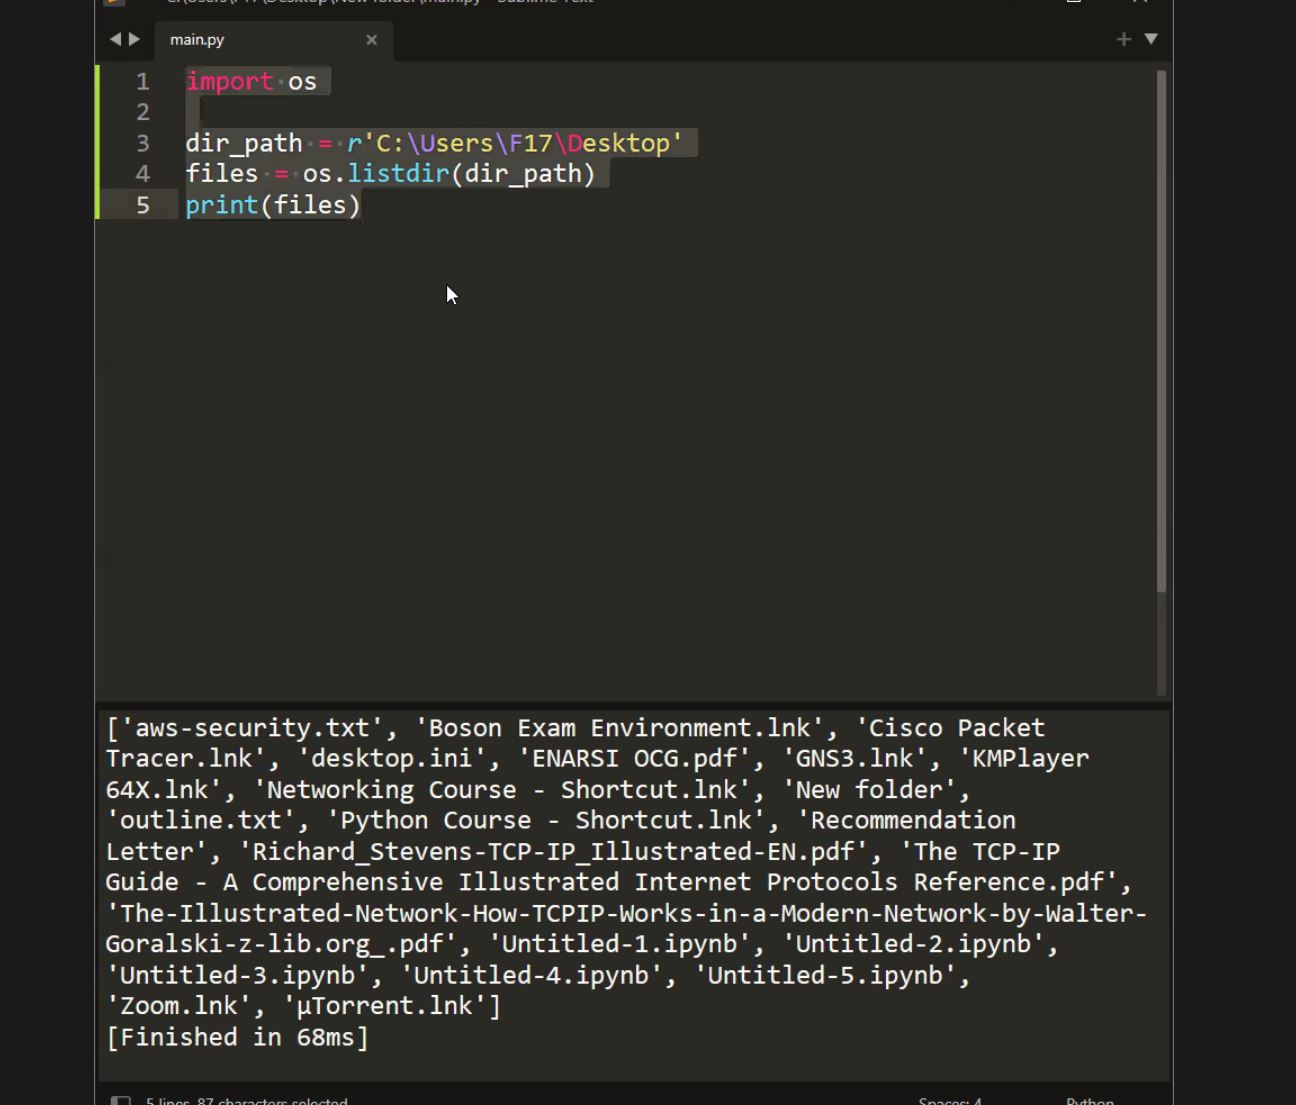 main.py
1 import os
2
3 dir_path = r'C:\Users\F17\Desktop'
4 files = os.listdir(dir_path)
5 print(files)
['aws-security.txt', 'Boson Exam Environment.lnk', 'Cisco Packet
Tracer.lnk', 'desktop.ini', 'ENARSI OCG.pdf', 'GNS3.lnk', 'KMPlayer
64X.lnk', 'Networking Course - Shortcut.lnk', 'New folder',
'outline.txt', 'Python Course - Shortcut.lnk', 'Recommendation
Letter', 'Richard_Stevens-TCP-IP_Illustrated-EN.pdf', 'The TCP-IP
Guide - A Comprehensive Illustrated Internet Protocols Reference.pdf',
'The-Illustrated-Network-How-TCPIP-Works-in-a-Modern-Network-by-Walter-
Goralski-z-lib.org_.pdf', 'Untitled-1.ipynb', 'Untitled-2.ipynb',
'Untitled-3.ipynb', 'Untitled-4.ipynb', 'Untitled-5.ipynb',
'Zoom.lnk', 'µTorrent.lnk']
[Finished in 68ms]
5 lines, 87 characters selected Spaces: 4 Python